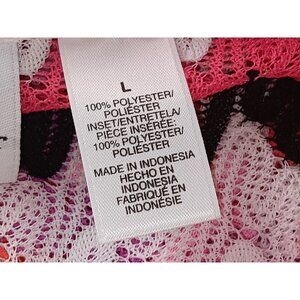 L
100% POLYESTER/
POLIÉSTER
INSET/ENTRETELA/
PIÈCE INSÉRÉE:
100% POLYESTER/
POLIÉSTER
MADE IN INDONESIA
HECHO EN
INDONESIA
FABRIQUÉ EN
INDONÉSIE